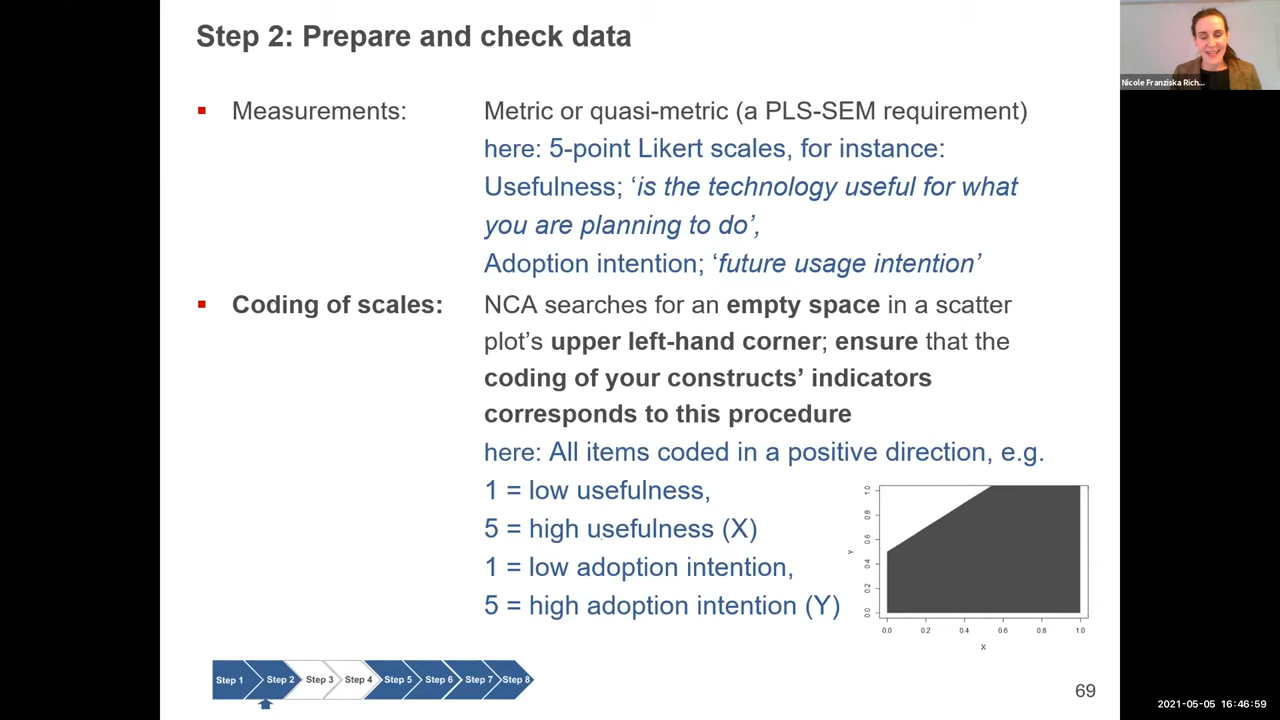 Step 2: Prepare and check data
Nicole Franziska Rich...
▪ Measurements: Metric or quasi-metric (a PLS-SEM requirement)
here: 5-point Likert scales, for instance:
Usefulness; ‘is the technology useful for what
you are planning to do’,
Adoption intention; ‘future usage intention’
▪ Coding of scales: NCA searches for an empty space in a scatter
plot’s upper left-hand corner; ensure that the
coding of your constructs’ indicators
corresponds to this procedure
here: All items coded in a positive direction, e.g.
1 = low usefulness,
5 = high usefulness (X)
1 = low adoption intention,
5 = high adoption intention (Y)
1.0
0.8
0.6
0.4
0.2
0.0
Y
0.0 0.2 0.4 0.6 0.8 1.0
X
Step 1 Step 2 Step 3 Step 4 Step 5 Step 6 Step 7 Step 8
69
2021-05-05 16:46:59